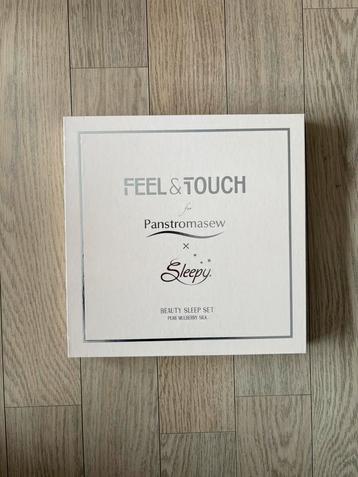 FEEL & TOUCH
for
Panstromasew
×
Sleepy.
BEAUTY SLEEP SET
PURE MULBERRY SILK